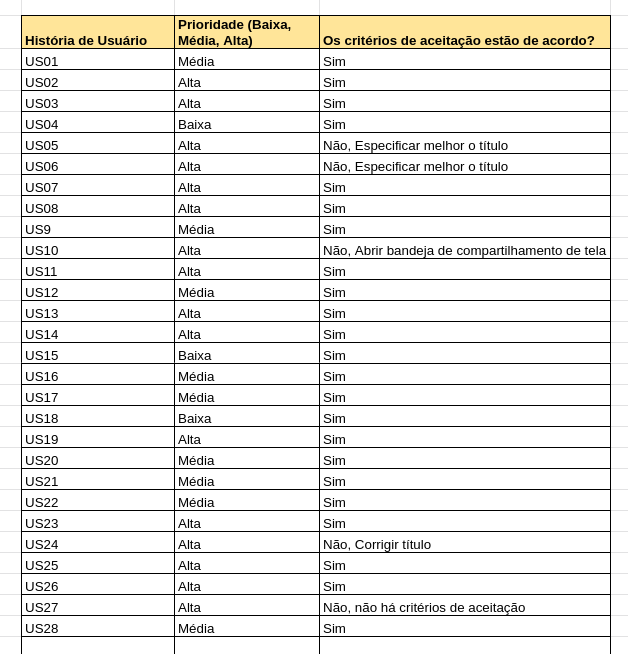 História de Usuário Prioridade (Baixa, Média, Alta) Os critérios de aceitação estão de acordo?
US01 Média Sim
US02 Alta Sim
US03 Alta Sim
US04 Baixa Sim
US05 Alta Não, Especificar melhor o título
US06 Alta Não, Especificar melhor o título
US07 Alta Sim
US08 Alta Sim
US9 Média Sim
US10 Alta Não, Abrir bandeja de compartilhamento de tela
US11 Alta Sim
US12 Média Sim
US13 Alta Sim
US14 Alta Sim
US15 Baixa Sim
US16 Média Sim
US17 Média Sim
US18 Baixa Sim
US19 Alta Sim
US20 Média Sim
US21 Média Sim
US22 Média Sim
US23 Alta Sim
US24 Alta Não, Corrigir título
US25 Alta Sim
US26 Alta Sim
US27 Alta Não, não há critérios de aceitação
US28 Média Sim